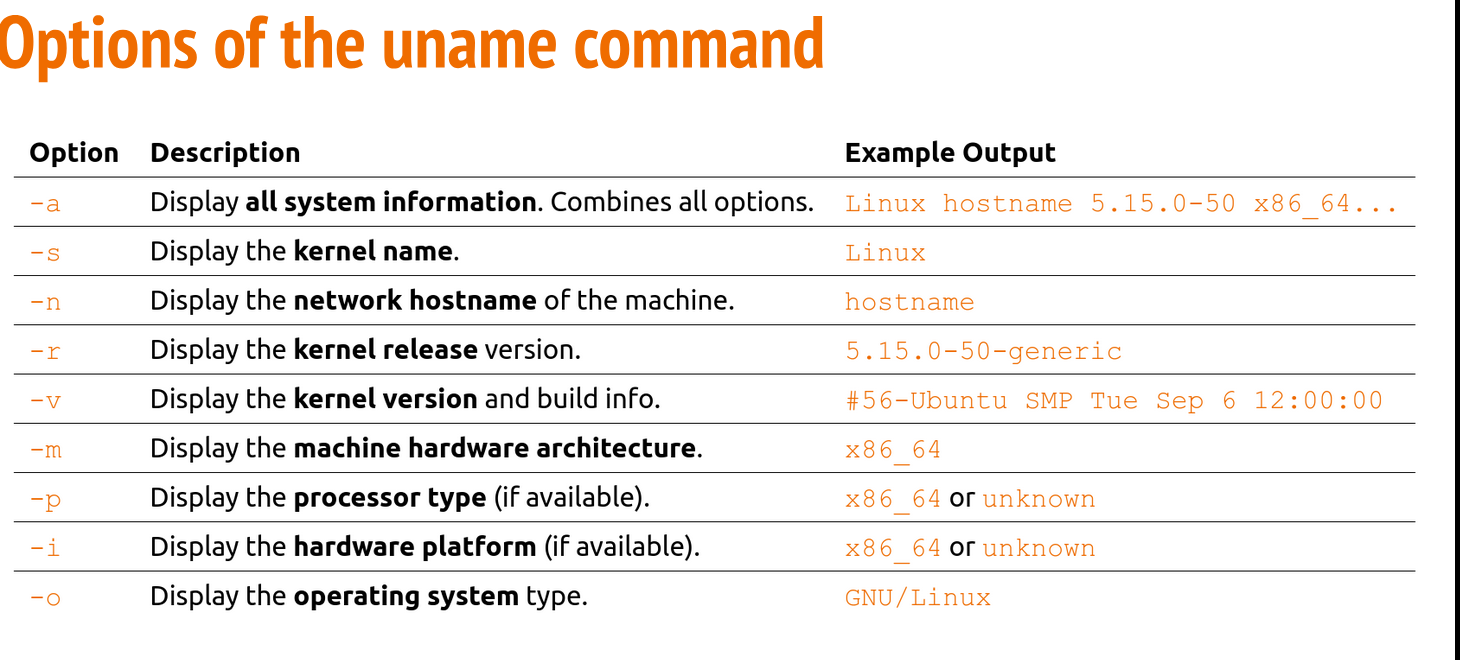 Options of the uname command
Option Description Example Output
-a Display all system information. Combines all options. Linux hostname 5.15.0-50 x86_64...
-s Display the kernel name. Linux
-n Display the network hostname of the machine. hostname
-r Display the kernel release version. 5.15.0-50-generic
-v Display the kernel version and build info. #56-Ubuntu SMP Tue Sep 6 12:00:00
-m Display the machine hardware architecture. x86_64
-p Display the processor type (if available). x86_64 or unknown
-i Display the hardware platform (if available). x86_64 or unknown
-o Display the operating system type. GNU/Linux